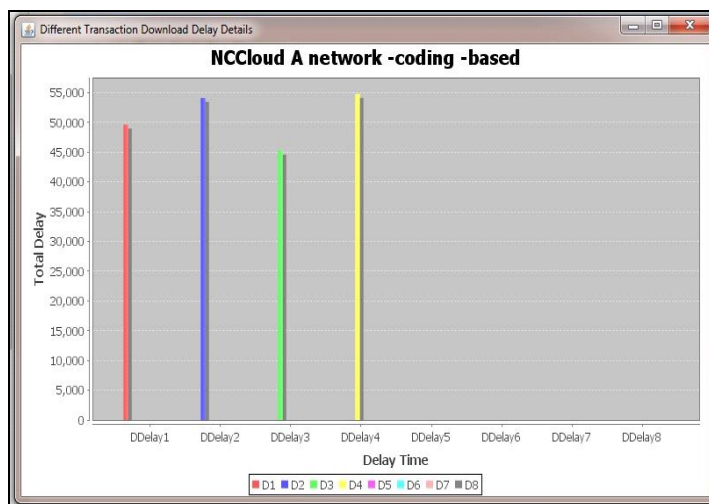 Different Transaction Download Delay Details
NCCloud A network -coding -based
Total Delay
55,000
50,000
45,000
40,000
35,000
30,000
25,000
20,000
15,000
10,000
5,000
0
DDelay1 DDelay2 DDelay3 DDelay4 DDelay5 DDelay6 DDelay7 DDelay8
Delay Time
D1 D2 D3 D4 D5 D6 D7 D8